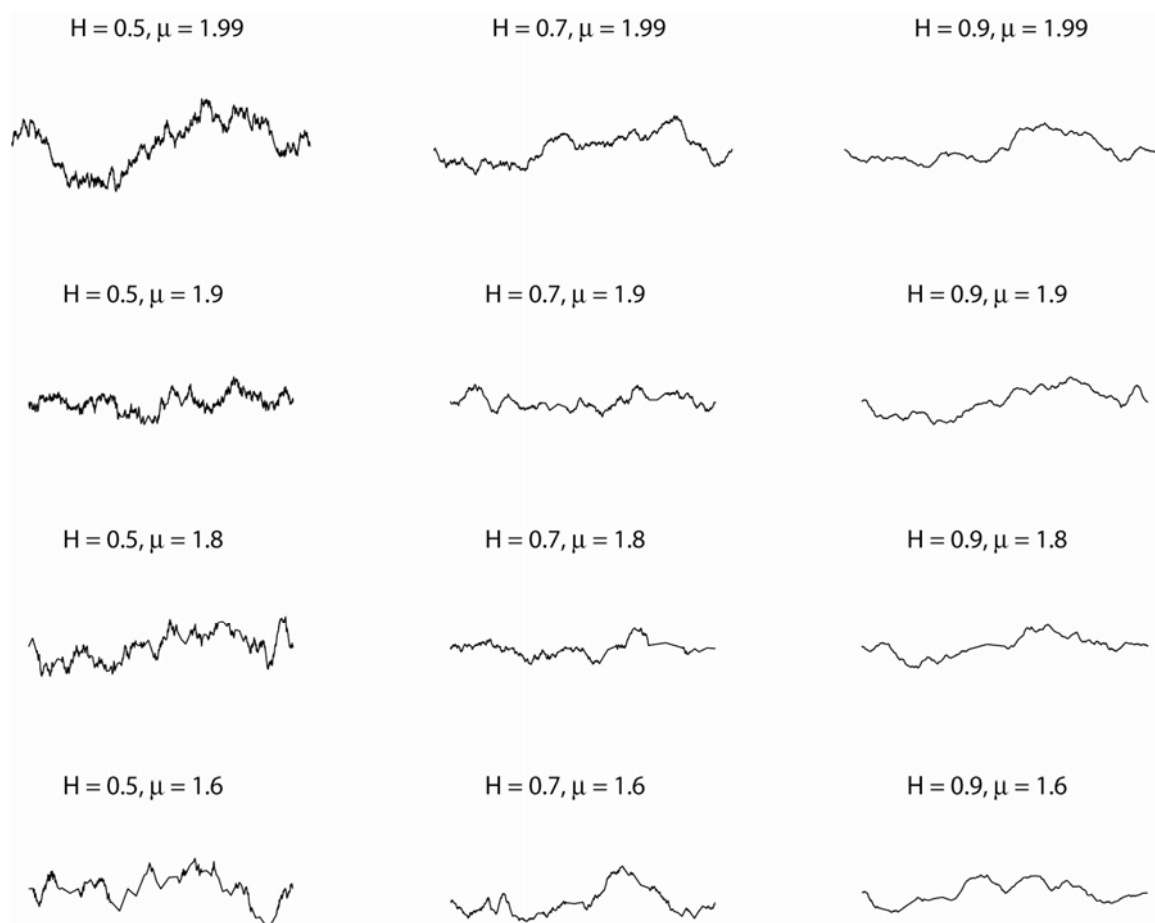 H = 0.5, μ = 1.99
H = 0.7, μ = 1.99
H = 0.9, μ = 1.99
H = 0.5, μ = 1.9
H = 0.7, μ = 1.9
H = 0.9, μ = 1.9
H = 0.5, μ = 1.8
H = 0.7, μ = 1.8
H = 0.9, μ = 1.8
H = 0.5, μ = 1.6
H = 0.7, μ = 1.6
H = 0.9, μ = 1.6